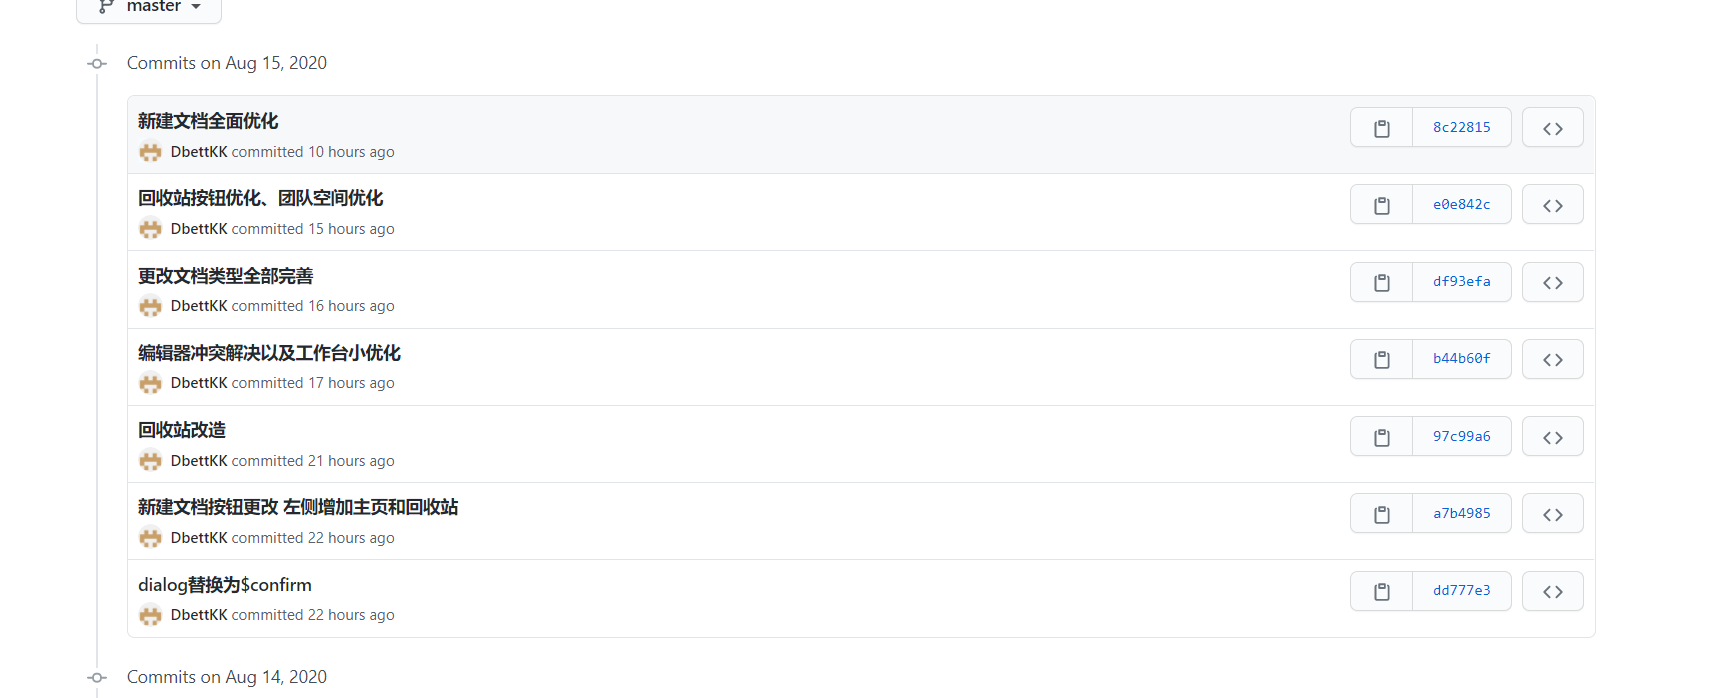 master
Commits on Aug 15, 2020
新建文档全面优化
8c22815
DbettKK committed 10 hours ago
回收站按钮优化、团队空间优化
e0e842c
DbettKK committed 15 hours ago
更改文档类型全部完善
df93efa
DbettKK committed 16 hours ago
编辑器冲突解决以及工作台小优化
b44b60f
DbettKK committed 17 hours ago
回收站改造
97c99a6
DbettKK committed 21 hours ago
新建文档按钮更改 左侧增加主页和回收站
a7b4985
DbettKK committed 22 hours ago
dialog替换为$confirm
dd777e3
DbettKK committed 22 hours ago
Commits on Aug 14, 2020